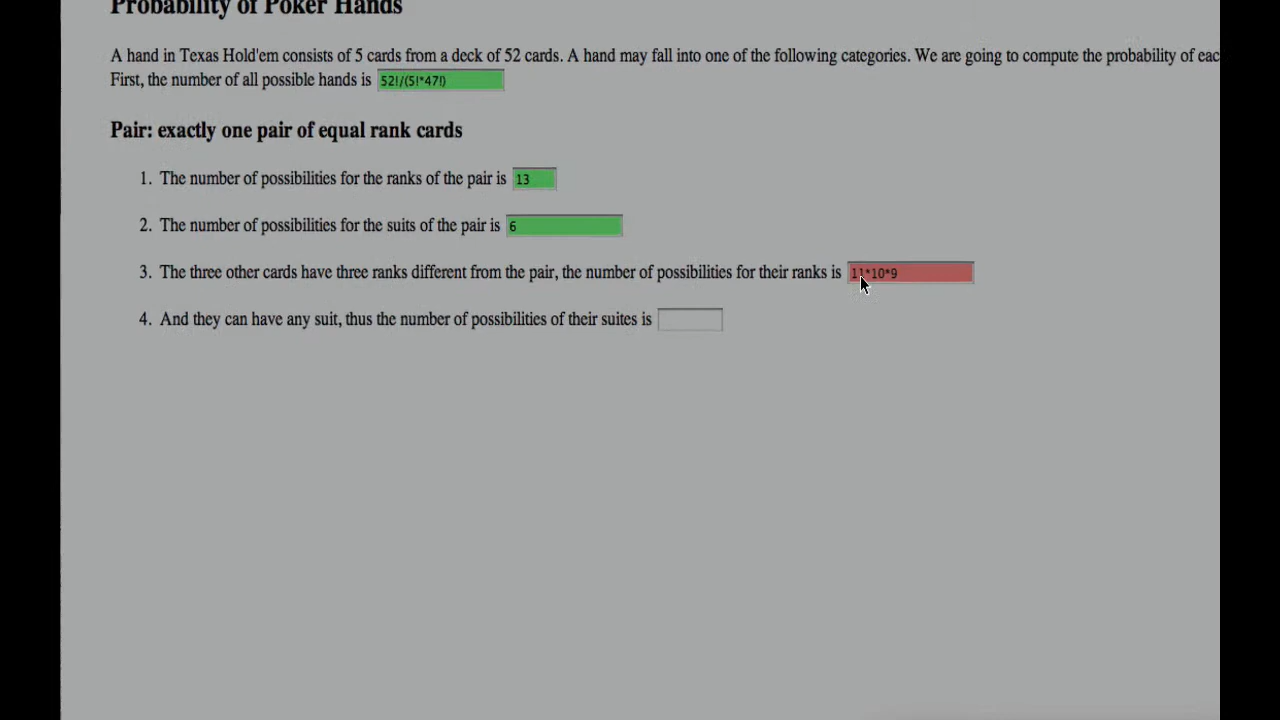 Probability of Poker Hands
A hand in Texas Hold'em consists of 5 cards from a deck of 52 cards. A hand may fall into one of the following categories. We are going to compute the probability of eac
First, the number of all possible hands is 52!/(5!*47!)
Pair: exactly one pair of equal rank cards
1. The number of possibilities for the ranks of the pair is 13
2. The number of possibilities for the suits of the pair is 6
3. The three other cards have three ranks different from the pair, the number of possibilities for their ranks is 11*10*9
4. And they can have any suit, thus the number of possibilities of their suites is